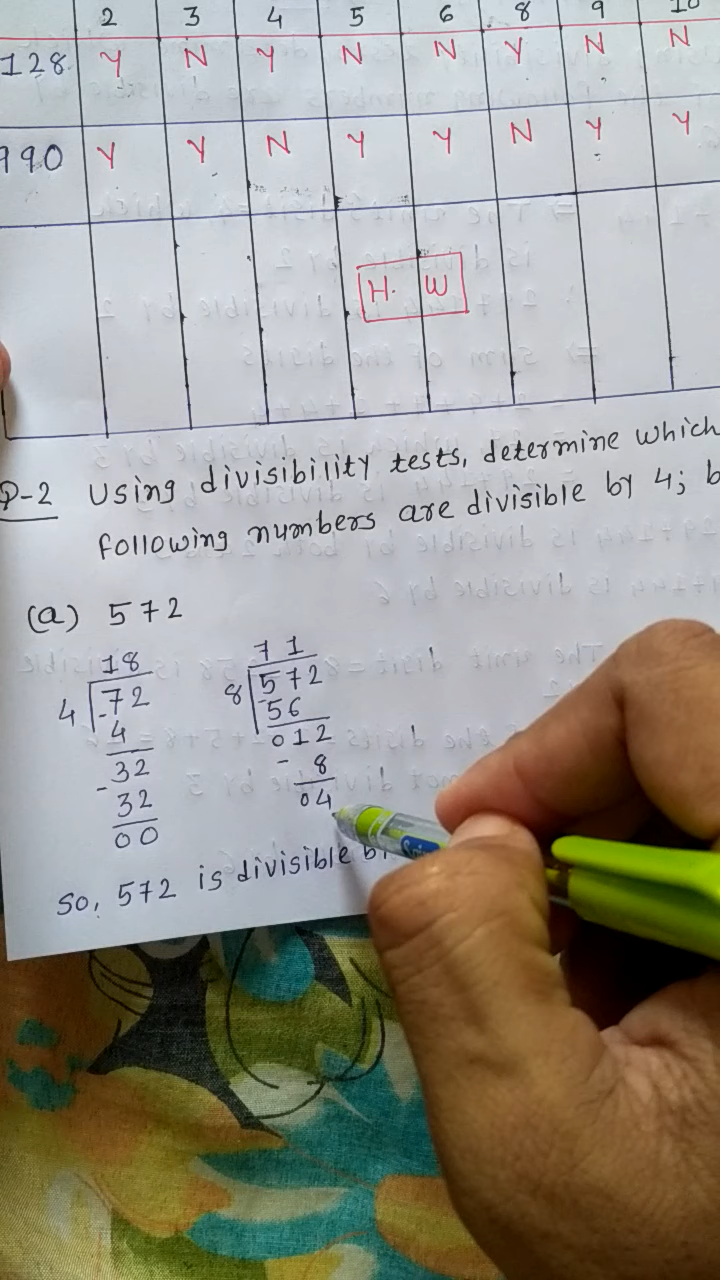 2 3 4 5 6 8 9 10
128 Y N Y N N Y N N
990 Y Y N Y Y N Y Y
H. W
Q-2 Using divisibility tests, determine which
following numbers are divisible by 4; b
(a) 572
18
4 72
- 4
32
- 32
00
71
8 572
- 56
012
- 8
04
So, 572 is divisible